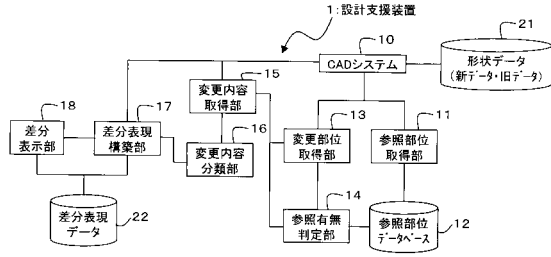 1:設計支援装置
21
10
CADシステム
形状データ
(新データ・旧データ)
15
変更内容
取得部
18
差分
表示部
17
差分表現
構築部
16
変更内容
分類部
13
変更部位
取得部
11
参照部位
取得部
14
参照有無
判定部
参照部位
データベース
12
差分表現
データ
22